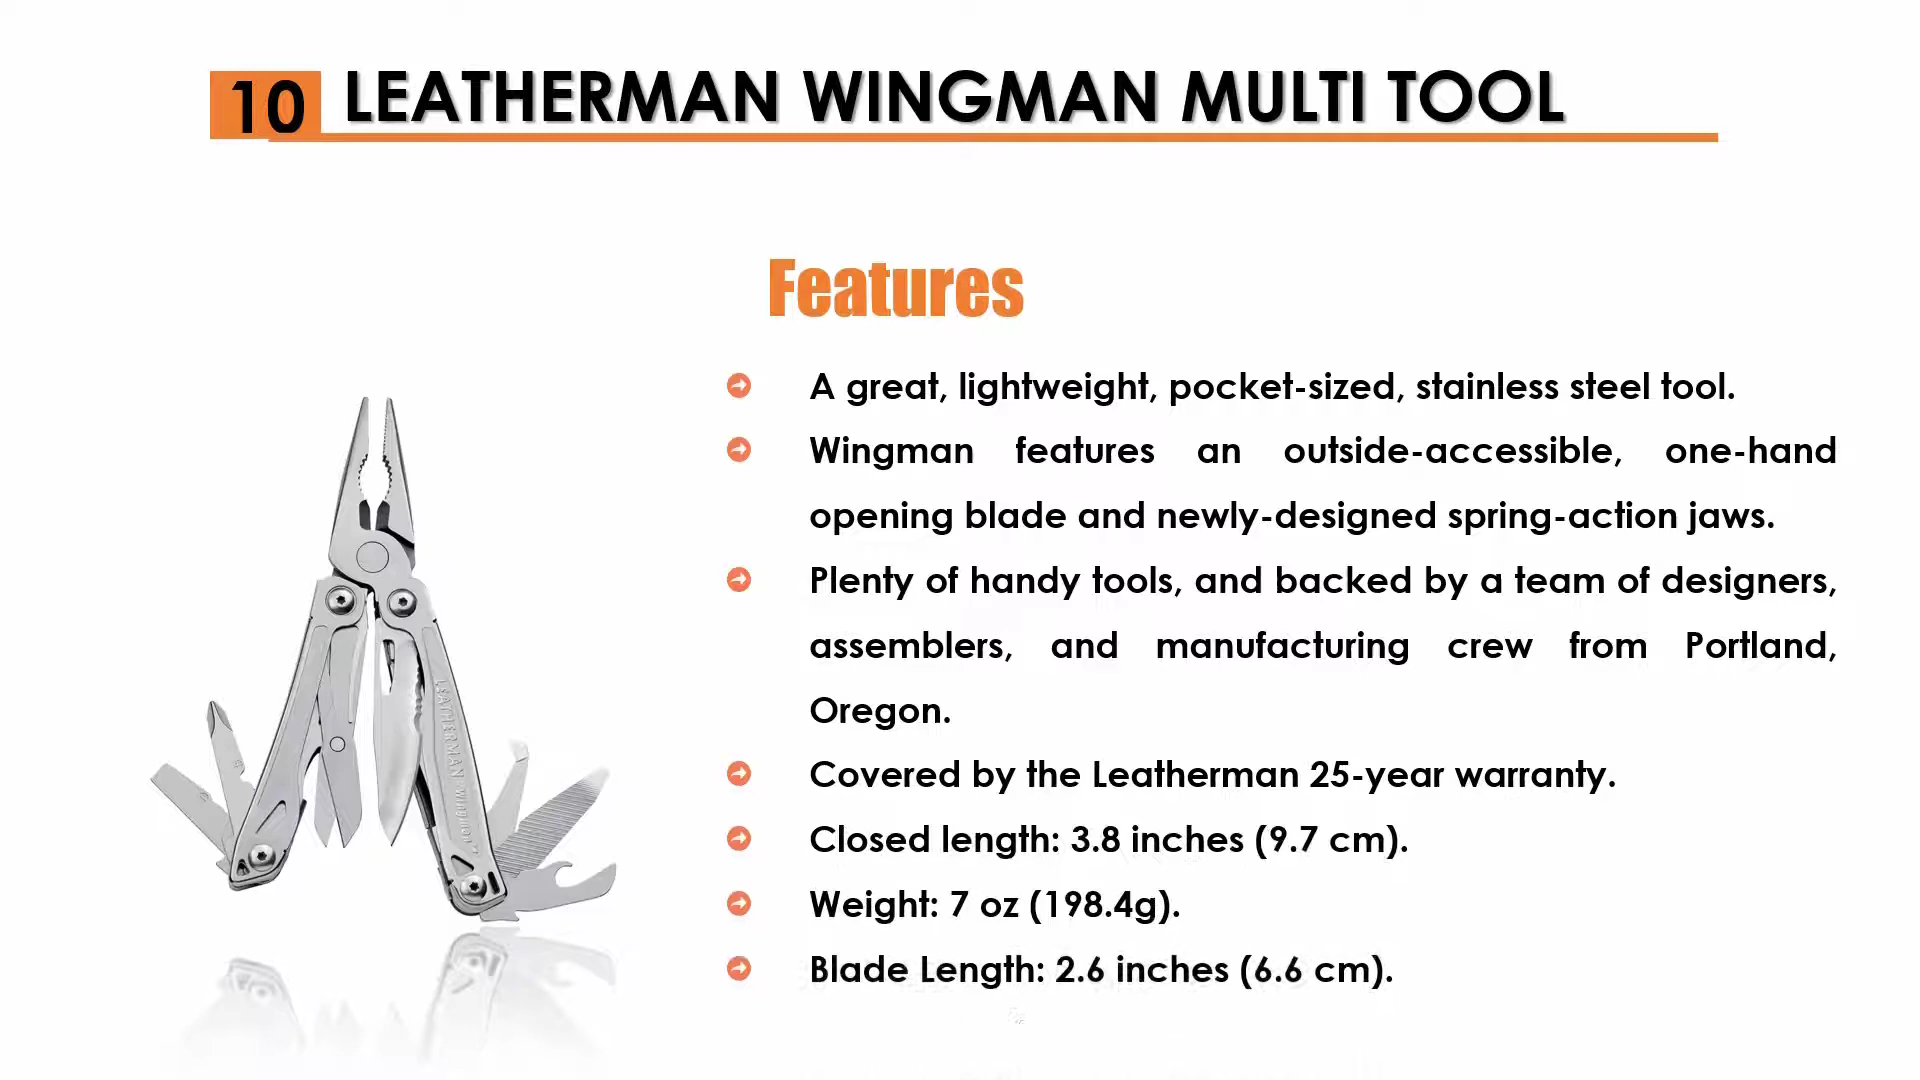 10 LEATHERMAN WINGMAN MULTI TOOL
Features
A great, lightweight, pocket-sized, stainless steel tool.
Wingman features an outside-accessible, one-hand
opening blade and newly-designed spring-action jaws.
Plenty of handy tools, and backed by a team of designers,
assemblers, and manufacturing crew from Portland,
Oregon.
Covered by the Leatherman 25-year warranty.
Closed length: 3.8 inches (9.7 cm).
Weight: 7 oz (198.4g).
Blade Length: 2.6 inches (6.6 cm).
LEATHERMAN Wingman